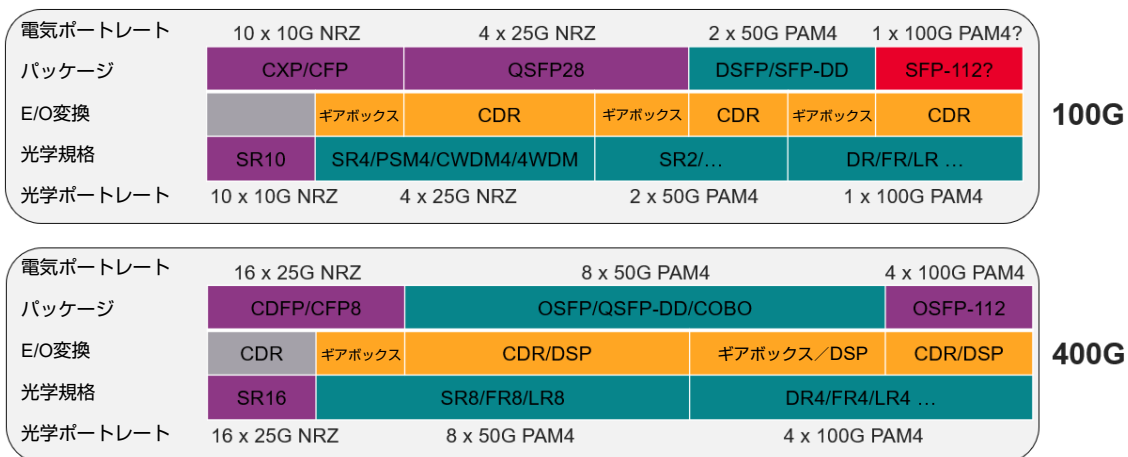 電気ポートレート 10 x 10G NRZ 4 x 25G NRZ 2 x 50G PAM4 1 x 100G PAM4?
パッケージ CXP/CFP QSFP28 DSFP/SFP-DD SFP-112?
E/O変換 ギアボックス CDR ギアボックス CDR ギアボックス CDR
100G
光学規格 SR10 SR4/PSM4/CWDM4/4WDM SR2/... DR/FR/LR ...
光学ポートレート 10 x 10G NRZ 4 x 25G NRZ 2 x 50G PAM4 1 x 100G PAM4
電気ポートレート 16 x 25G NRZ 8 x 50G PAM4 4 x 100G PAM4
パッケージ CDFP/CFP8 OSFP/QSFP-DD/COBO OSFP-112
E/O変換 CDR ギアボックス CDR/DSP ギアボックス／DSP CDR/DSP
400G
光学規格 SR16 SR8/FR8/LR8 DR4/FR4/LR4 ...
光学ポートレート 16 x 25G NRZ 8 x 50G PAM4 4 x 100G PAM4